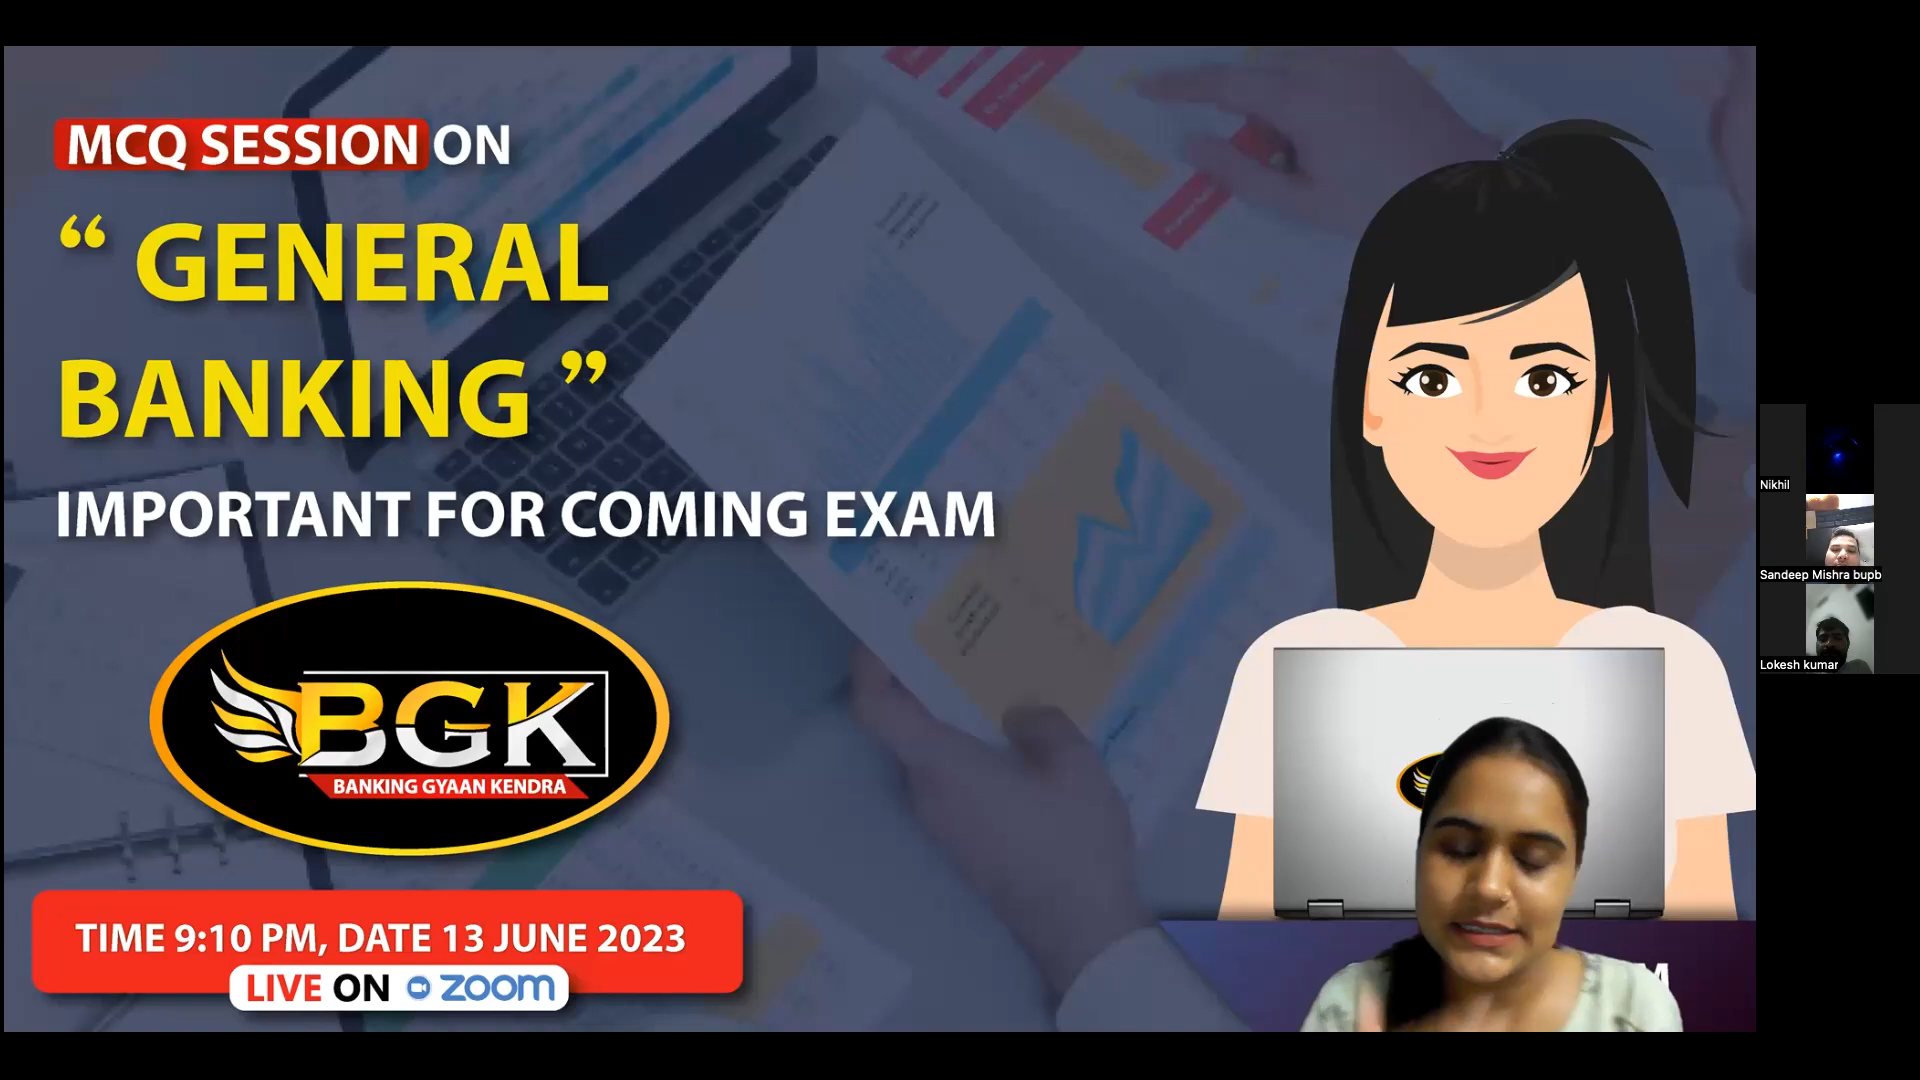 MCQ SESSION ON
“ GENERAL
BANKING ”
IMPORTANT FOR COMING EXAM
BGK
BANKING GYAAN KENDRA
TIME 9:10 PM, DATE 13 JUNE 2023
LIVE ON zoom
Nikhil
Sandeep Mishra bupb
Lokesh kumar